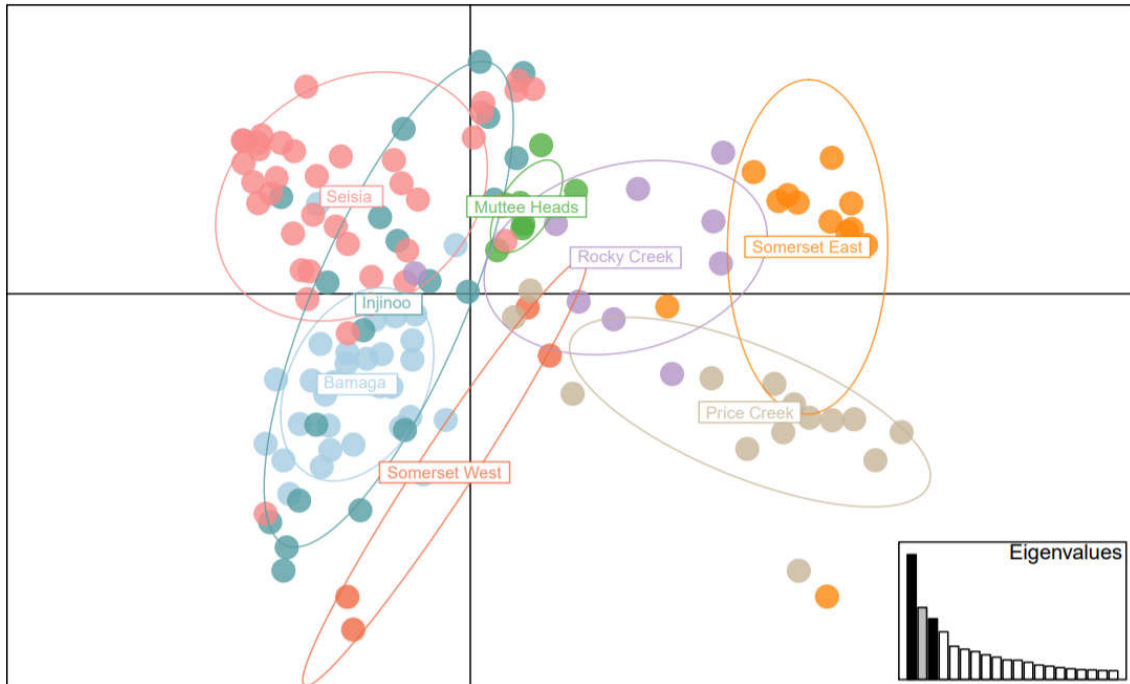 Seisia
Muttee Heads
Rocky Creek
Somerset East
Injinoo
Bamaga
Price Creek
Somerset West
Eigenvalues